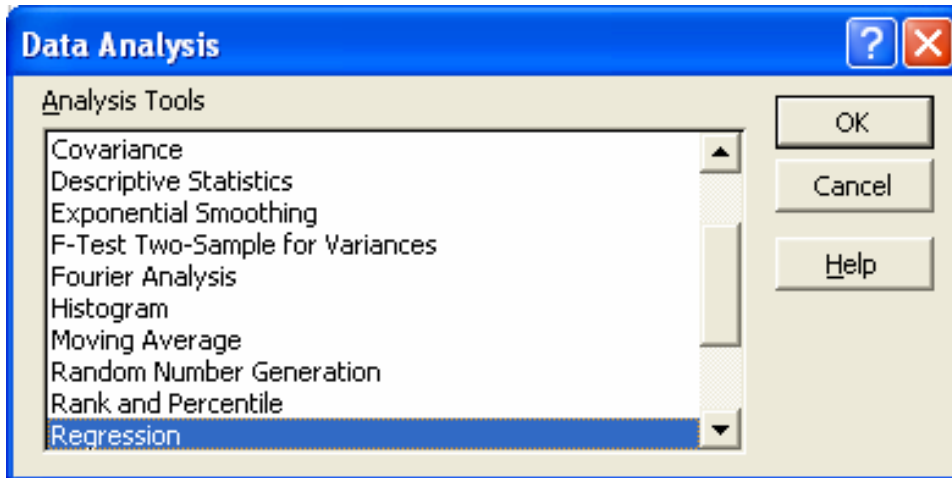 Data Analysis
Analysis Tools
Covariance
Descriptive Statistics
Exponential Smoothing
F-Test Two-Sample for Variances
Fourier Analysis
Histogram
Moving Average
Random Number Generation
Rank and Percentile
Regression
OK
Cancel
Help